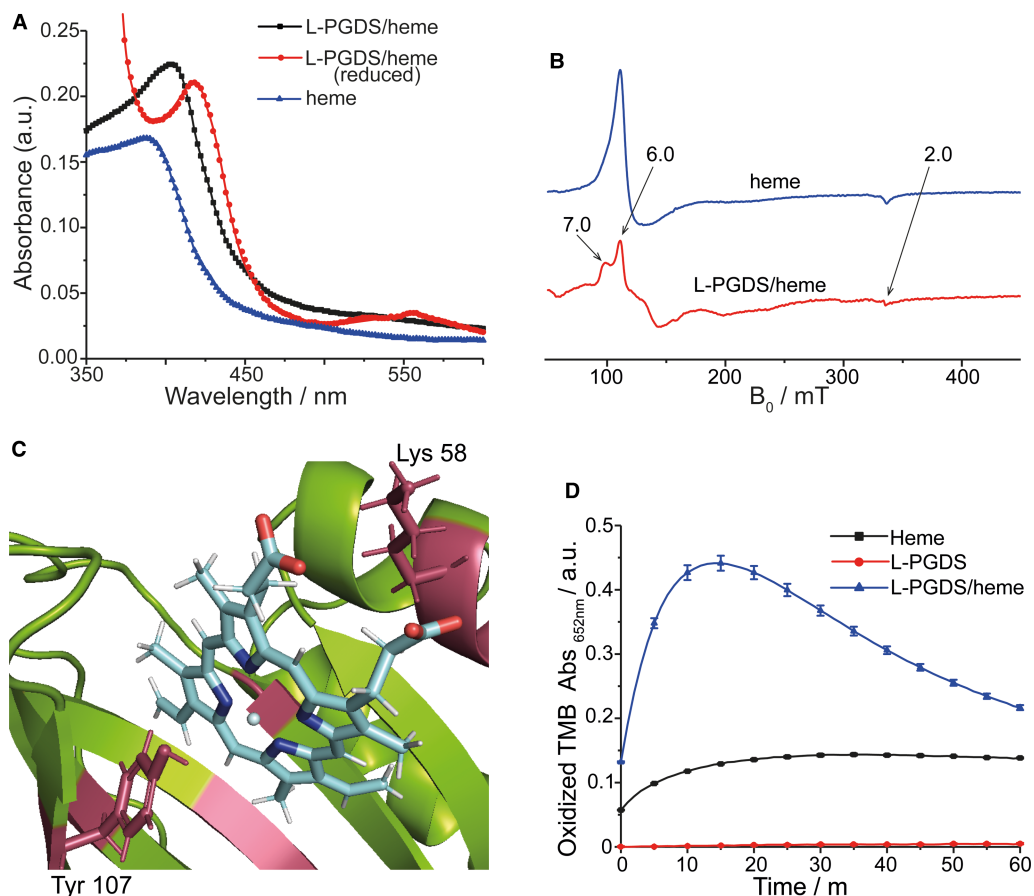 A
L-PGDS/heme
L-PGDS/heme
(reduced)
heme
0.25
0.20
0.15
0.10
0.05
0.00
Absorbance (a.u.)
350
450
550
Wavelength / nm
B
7.0
6.0
2.0
heme
L-PGDS/heme
100
200
300
400
B0 / mT
C
Lys 58
Tyr 107
D
Heme
L-PGDS
L-PGDS/heme
0.5
0.4
0.3
0.2
0.1
0
Oxidized TMB Abs 652nm / a.u.
0
10
20
30
40
50
60
Time / m